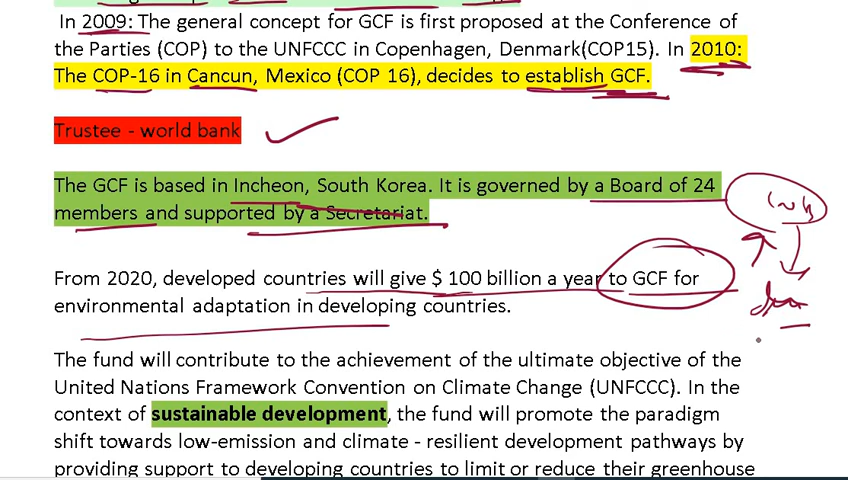 In 2009: The general concept for GCF is first proposed at the Conference of
the Parties (COP) to the UNFCCC in Copenhagen, Denmark(COP15). In 2010:
The COP-16 in Cancun, Mexico (COP 16), decides to establish GCF.
Trustee - world bank
The GCF is based in Incheon, South Korea. It is governed by a Board of 24
members and supported by a Secretariat.
From 2020, developed countries will give $ 100 billion a year to GCF for
environmental adaptation in developing countries.
The fund will contribute to the achievement of the ultimate objective of the
United Nations Framework Convention on Climate Change (UNFCCC). In the
context of sustainable development, the fund will promote the paradigm
shift towards low-emission and climate - resilient development pathways by
providing support to developing countries to limit or reduce their greenhouse